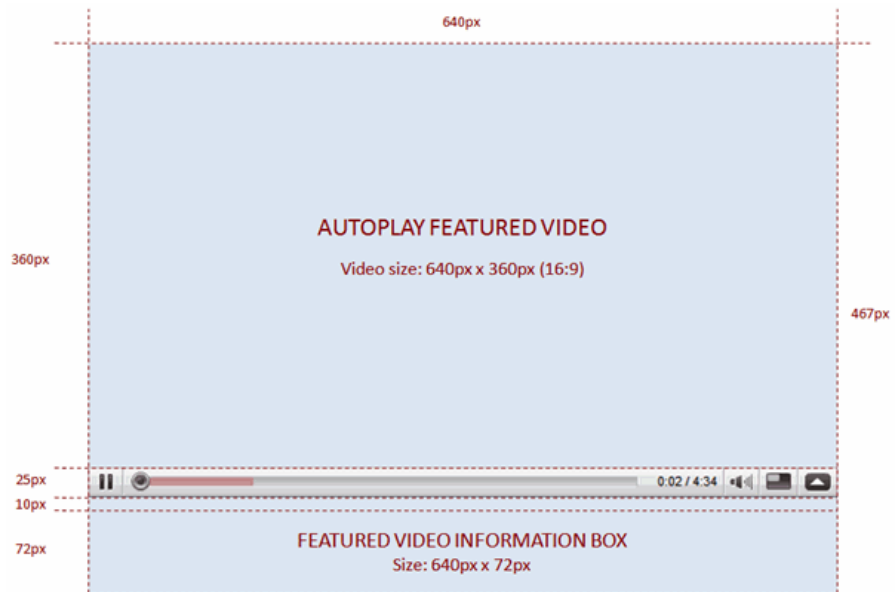 640px
AUTOPLAY FEATURED VIDEO
360px
Video size: 640px x 360px (16:9)
467px
25px
0:02 / 4:34
10px
FEATURED VIDEO INFORMATION BOX
72px
Size: 640px x 72px